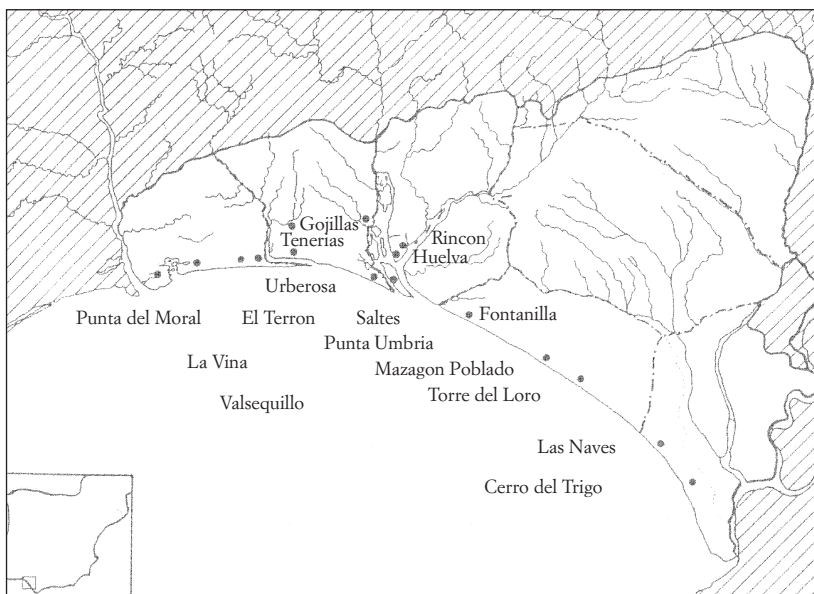 Gojillas
Tenerias
Rincon
Huelva
Urberosa
Punta del Moral
El Terron
Saltes
Fontanilla
Punta Umbria
La Vina
Mazagon Poblado
Torre del Loro
Valsequillo
Las Naves
Cerro del Trigo